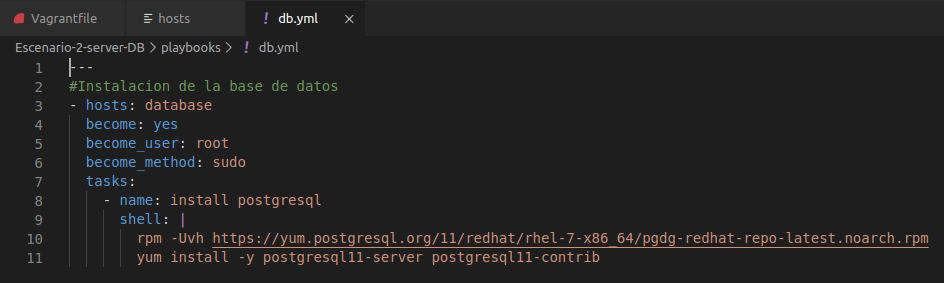 Vagrantfile hosts ! db.yml ×
Escenario-2-server-DB > playbooks > ! db.yml
1 ---
2 #Instalacion de la base de datos
3 - hosts: database
4 become: yes
5 become_user: root
6 become_method: sudo
7 tasks:
8 - name: install postgresql
9 shell: |
10 rpm -Uvh https://yum.postgresql.org/11/redhat/rhel-7-x86_64/pgdg-redhat-repo-latest.noarch.rpm
11 yum install -y postgresql11-server postgresql11-contrib